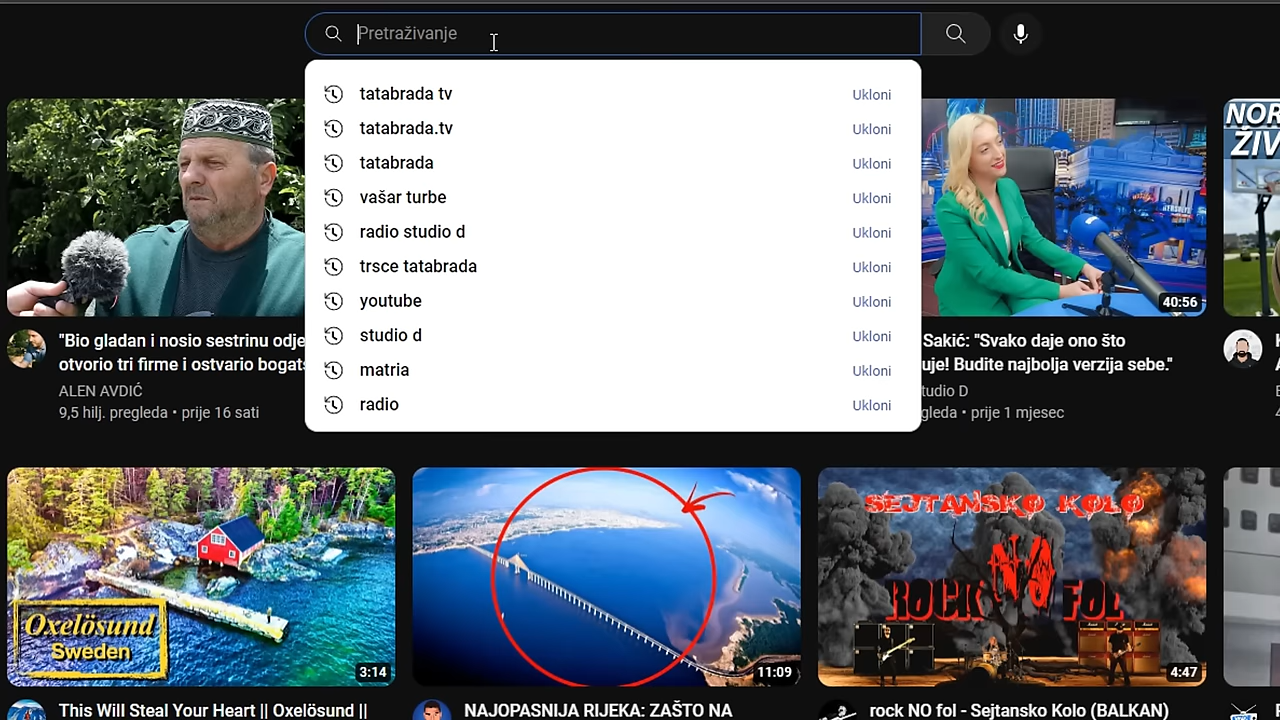 Pretraživanje
tatabrada tv Ukloni
tatabrada.tv Ukloni
tatabrada Ukloni
vašar turbe Ukloni
radio studio d Ukloni
trsce tatabrada Ukloni
youtube Ukloni
studio d Ukloni
matria Ukloni
radio Ukloni
40:56
NOR
ŽIV
"Bio gladan i nosio sestrinu odje
otvorio tri firme i ostvario bogats
ALEN AVDIĆ
9,5 hilj. pregleda • prije 16 sati
Sakić: "Svako daje ono što
uje! Budite najbolja verzija sebe."
tudio D
gleda • prije 1 mjesec
Oxelösund
Sweden
3:14
11:09
SEJTANSKO KOLO
ROCK NO FOL
4:47
This Will Steal Your Heart || Oxelösund ||
NAJOPASNIJA RIJEKA: ZAŠTO NA
rock NO fol - Sejtansko Kolo (BALKAN)